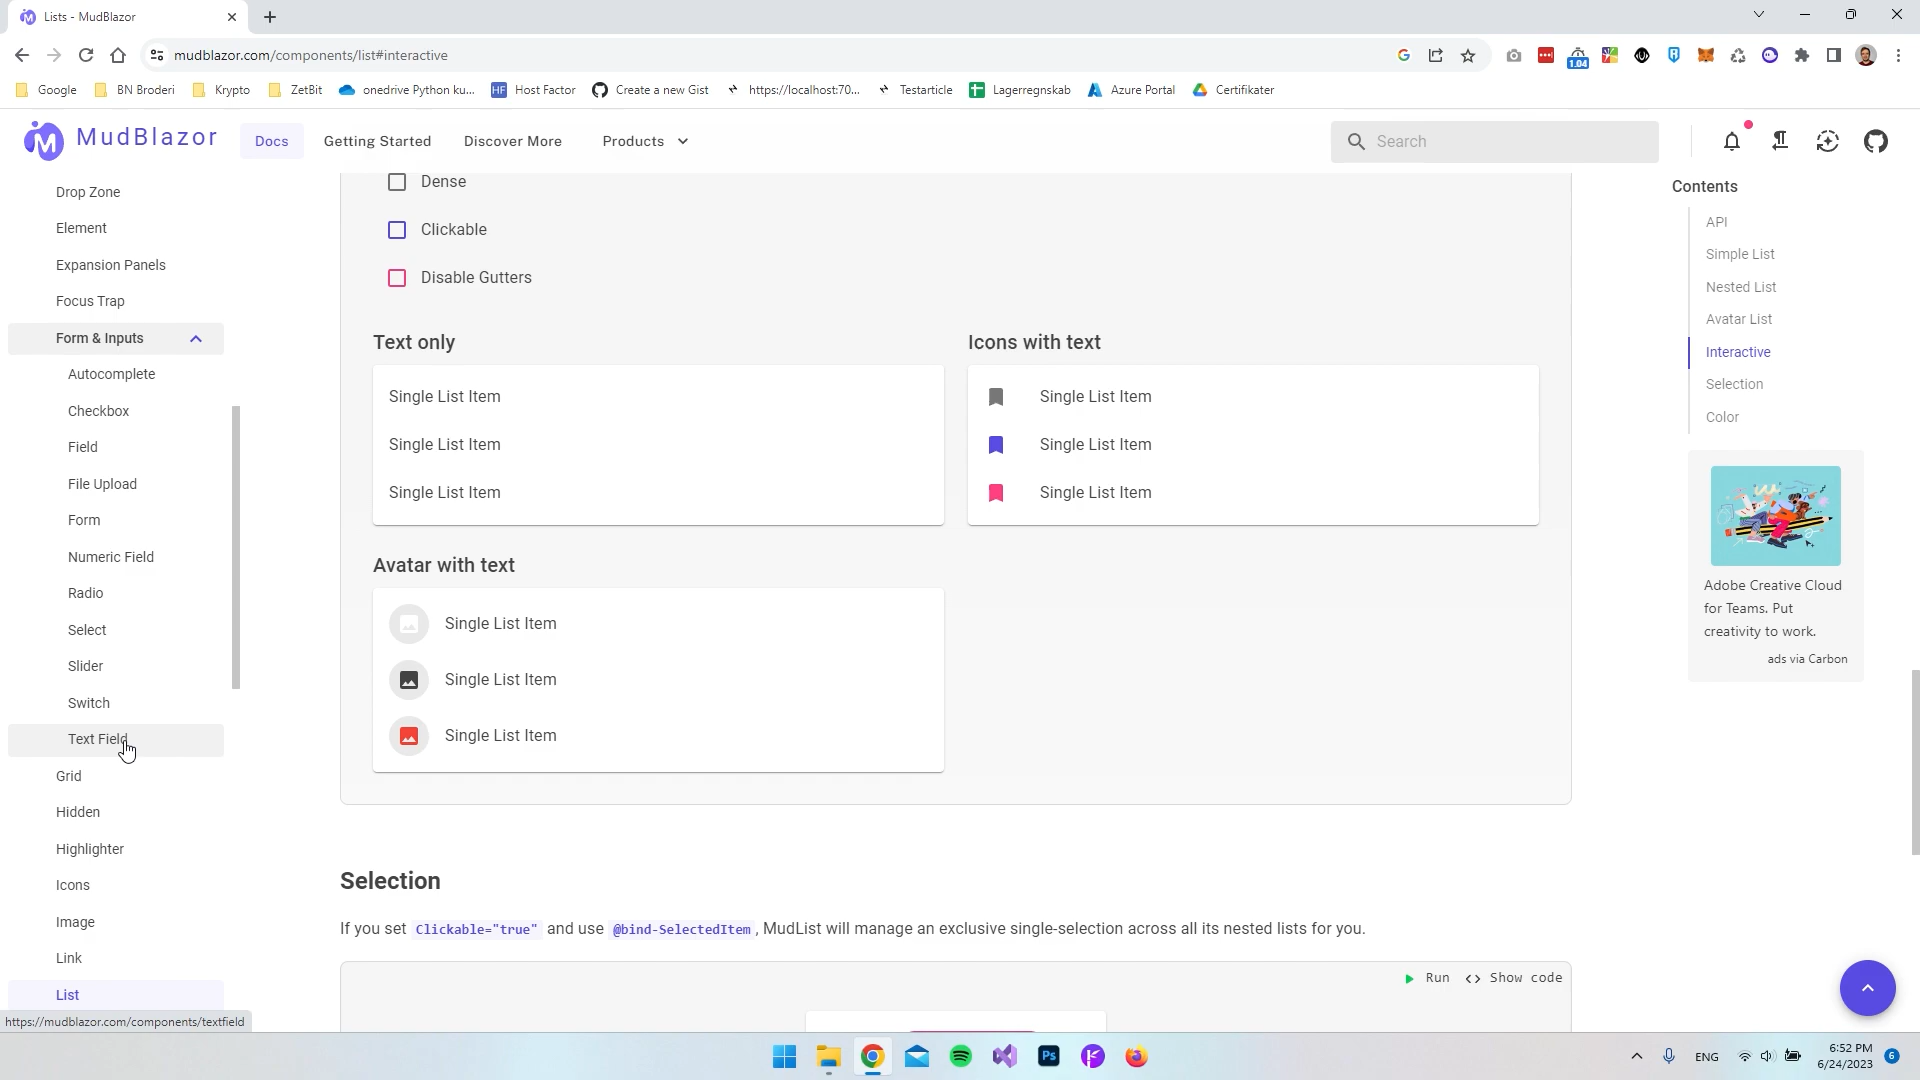 Lists - MudBlazor
mudblazor.com/components/list#interactive
1.04
Google
BN Broderi
Krypto
ZetBit
onedrive Python ku...
HF
Host Factor
Create a new Gist
https://localhost:70...
Testarticle
Lagerregnskab
Azure Portal
Certifikater
MudBlazor
Docs
Getting Started
Discover More
Products
Search
Drop Zone
Element
Expansion Panels
Focus Trap
Form & Inputs
Autocomplete
Checkbox
Field
File Upload
Form
Numeric Field
Radio
Select
Slider
Switch
Text Field
Grid
Hidden
Highlighter
Icons
Image
Link
List
https://mudblazor.com/components/textfield
Dense
Clickable
Disable Gutters
Text only
Single List Item
Single List Item
Single List Item
Icons with text
Single List Item
Single List Item
Single List Item
Avatar with text
Single List Item
Single List Item
Single List Item
Selection
If you set Clickable="true" and use @bind-SelectedItem, MudList will manage an exclusive single-selection across all its nested lists for you.
Run
<> Show code
Contents
API
Simple List
Nested List
Avatar List
Interactive
Selection
Color
Adobe Creative Cloud
for Teams. Put
creativity to work.
ads via Carbon
Ps
ENG
6:52 PM
6/24/2023
6